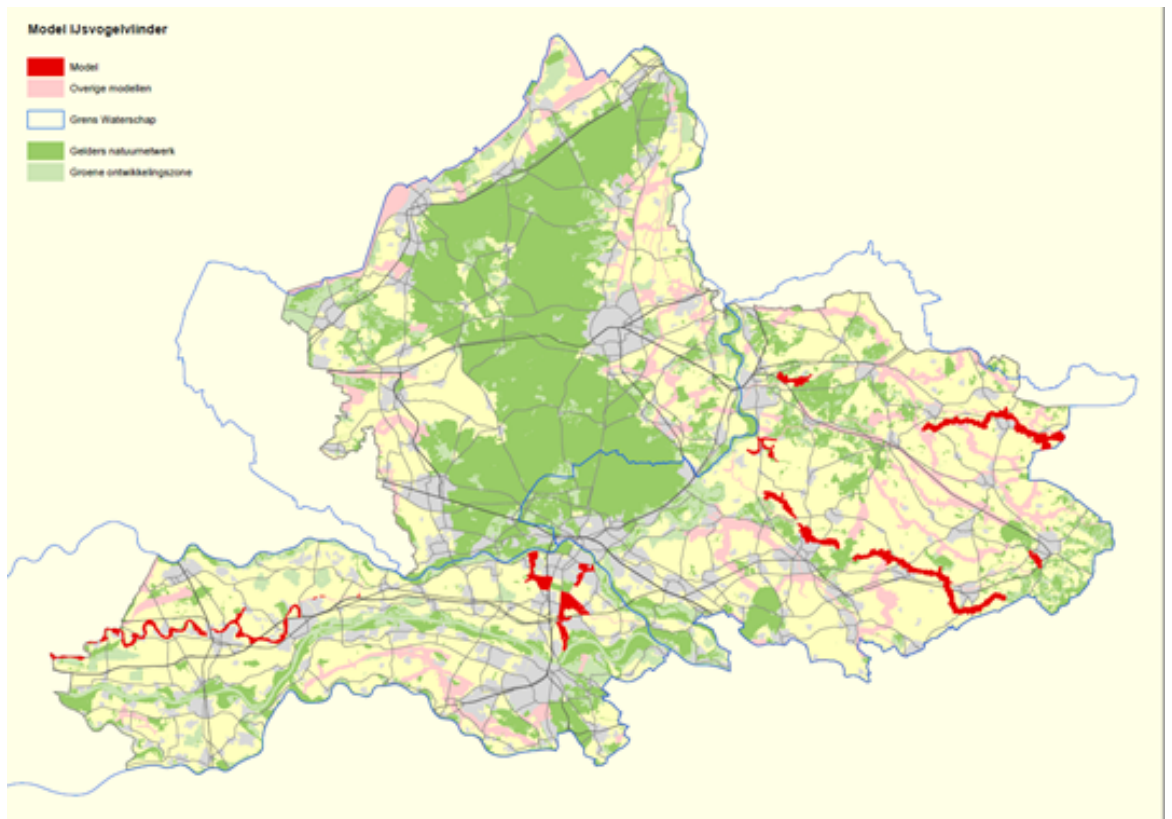 Model IJsvogelvlinder
Model
Overige modellen
Grens Waterschap
Gelders natuurnetwerk
Groene ontwikkelingszone